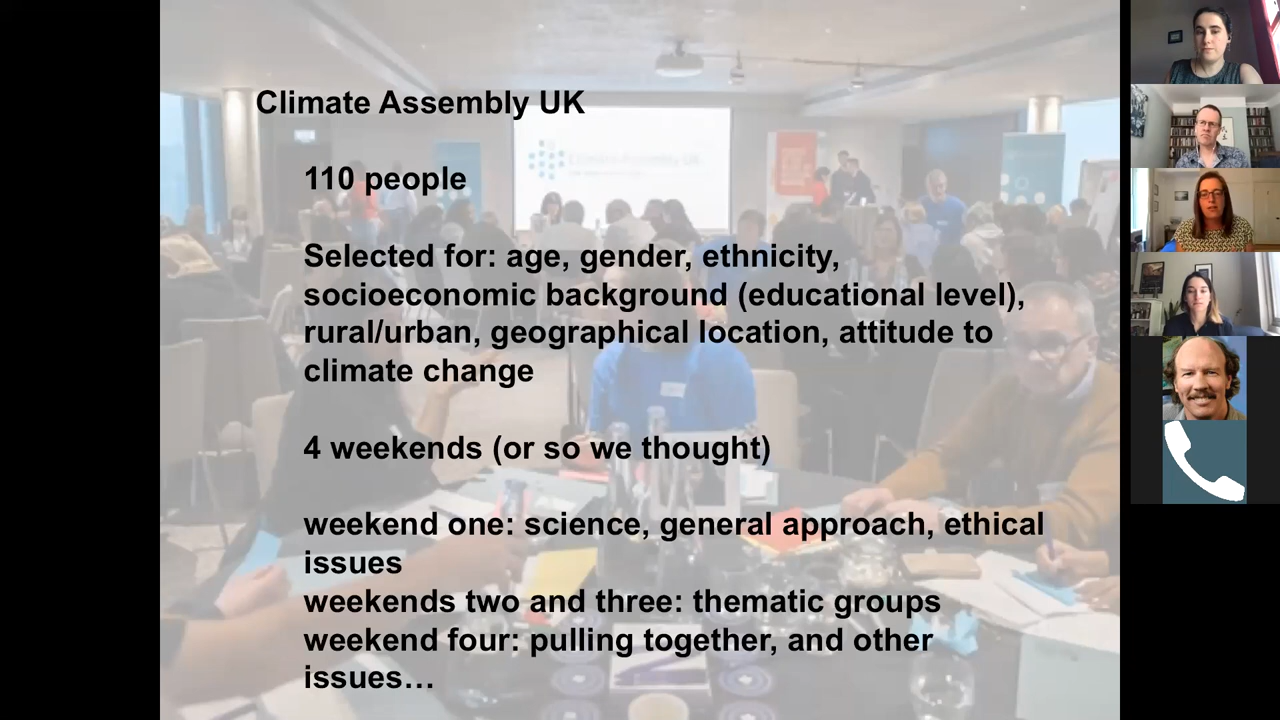 Climate Assembly UK
110 people
Selected for: age, gender, ethnicity,
socioeconomic background (educational level),
rural/urban, geographical location, attitude to
climate change
4 weekends (or so we thought)
weekend one: science, general approach, ethical
issues
weekends two and three: thematic groups
weekend four: pulling together, and other
issues…